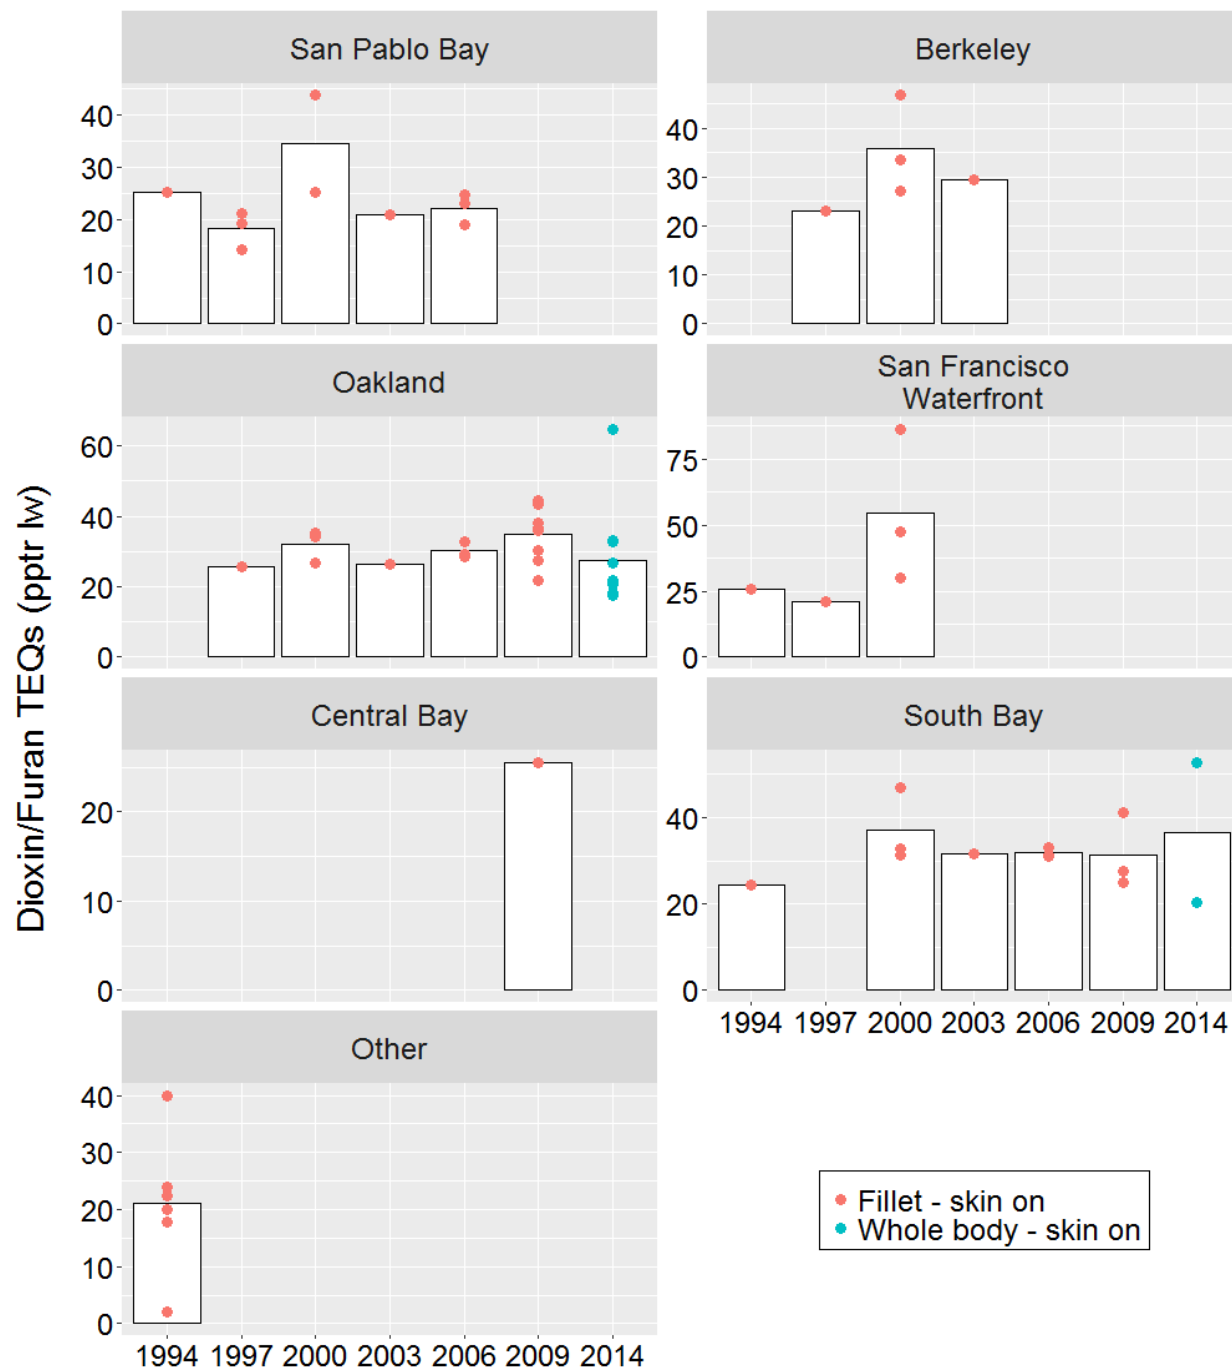 San Pablo Bay
Berkeley
40
30
20
10
0
40
30
20
10
0
Oakland
San Francisco
Waterfront
60
40
20
0
75
50
25
0
Dioxin/Furan TEQs (pptr lw)
Central Bay
South Bay
20
10
0
40
20
0
1994 1997 2000 2003 2006 2009 2014
Other
40
30
20
10
0
1994 1997 2000 2003 2006 2009 2014
Fillet - skin on
Whole body - skin on